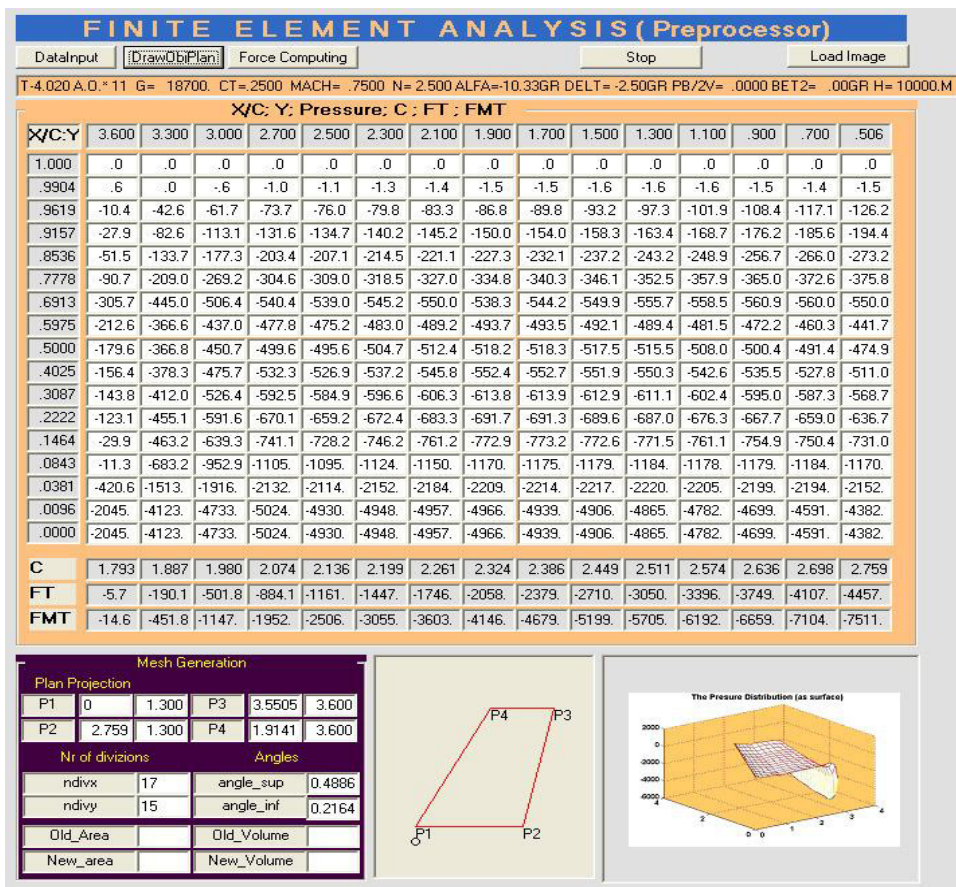 FINITE ELEMENT ANALYSIS ( Preprocessor)
DataInput DrawObjPlan Force Computing Stop Load Image
T-4.020 A.O.* 11 G= 18700. CT=.2500 MACH= .7500 N= 2.500 ALFA=-10.33GR DELT= -2.50GR PB/2V= .0000 BET2= .00GR H= 10000.M
X/C; Y; Pressure; C ; FT ; FMT
X/C:Y 3.600 3.300 3.000 2.700 2.500 2.300 2.100 1.900 1.700 1.500 1.300 1.100 .900 .700 .506
1.000 .0 .0 .0 .0 .0 .0 .0 .0 .0 .0 .0 .0 .0 .0 .0
.9904 .6 .0 -.6 -1.0 -1.1 -1.3 -1.4 -1.5 -1.5 -1.6 -1.6 -1.6 -1.5 -1.4 -1.5
.9619 -10.4 -42.6 -61.7 -73.7 -76.0 -79.8 -83.3 -86.8 -89.8 -93.2 -97.3 -101.9 -108.4 -117.1 -126.2
.9157 -27.9 -82.6 -113.1 -131.6 -134.7 -140.2 -145.2 -150.0 -154.0 -158.3 -163.4 -168.7 -176.2 -185.6 -194.4
.8536 -51.5 -133.7 -177.3 -203.4 -207.1 -214.5 -221.1 -227.3 -232.1 -237.2 -243.2 -248.9 -256.7 -266.0 -273.2
.7778 -90.7 -209.0 -269.2 -304.6 -309.0 -318.5 -327.0 -334.8 -340.3 -346.1 -352.5 -357.9 -365.0 -372.6 -375.8
.6913 -305.7 -445.0 -506.4 -540.4 -539.0 -545.2 -550.0 -538.3 -544.2 -549.9 -555.7 -558.5 -560.9 -560.0 -550.0
.5975 -212.6 -366.6 -437.0 -477.8 -475.2 -483.0 -489.2 -493.7 -493.5 -492.1 -489.4 -481.5 -472.2 -460.3 -441.7
.5000 -179.6 -366.8 -450.7 -499.6 -495.6 -504.7 -512.4 -518.2 -518.3 -517.5 -515.5 -508.0 -500.4 -491.4 -474.9
.4025 -156.4 -378.3 -475.7 -532.3 -526.9 -537.2 -545.8 -552.4 -552.7 -551.9 -550.3 -542.6 -535.5 -527.8 -511.0
.3087 -143.8 -412.0 -526.4 -592.5 -584.9 -596.6 -606.3 -613.8 -613.9 -612.9 -611.1 -602.4 -595.0 -587.3 -568.7
.2222 -123.1 -455.1 -591.6 -670.1 -659.2 -672.4 -683.3 -691.7 -691.3 -689.6 -687.0 -676.3 -667.7 -659.0 -636.7
.1464 -29.9 -463.2 -639.3 -741.1 -728.2 -746.2 -761.2 -772.9 -773.2 -772.6 -771.5 -761.1 -754.9 -750.4 -731.0
.0843 -11.3 -683.2 -952.9 -1105. -1095. -1124. -1150. -1170. -1175. -1179. -1184. -1178. -1179. -1184. -1170.
.0381 -420.6 -1513. -1916. -2132. -2114. -2152. -2184. -2209. -2214. -2217. -2220. -2205. -2199. -2194. -2152.
.0096 -2045. -4123. -4733. -5024. -4930. -4948. -4957. -4966. -4939. -4906. -4865. -4782. -4699. -4591. -4382.
.0000 -2045. -4123. -4733. -5024. -4930. -4948. -4957. -4966. -4939. -4906. -4865. -4782. -4699. -4591. -4382.
C 1.793 1.887 1.980 2.074 2.136 2.199 2.261 2.324 2.386 2.449 2.511 2.574 2.636 2.698 2.759
FT -5.7 -190.1 -501.8 -884.1 -1161. -1447. -1746. -2058. -2379. -2710. -3050. -3396. -3749. -4107. -4457.
FMT -14.6 -451.8 -1147. -1952. -2506. -3055. -3603. -4146. -4679. -5199. -5705. -6192. -6659. -7104. -7511.
Mesh Generation
Plan Projection
P1 0 1.300 P3 3.5505 3.600
P2 2.759 1.300 P4 1.9141 3.600
Nr of divizions Angles
ndivx 17 angle_sup 0.4886
ndivy 15 angle_inf 0.2164
Old_Area Old_Volume
New_area New_Volume
P4 P3
P1 P2
The Presure Distribution (as surface)
2000
0
-2000
-4000
-6000
4 2 0 0 1 2 3 4